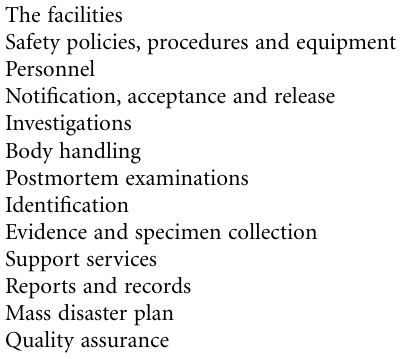 The facilities
Safety policies, procedures and equipment
Personnel
Notification, acceptance and release
Investigations
Body handling
Postmortem examinations
Identification
Evidence and specimen collection
Support services
Reports and records
Mass disaster plan
Quality assurance